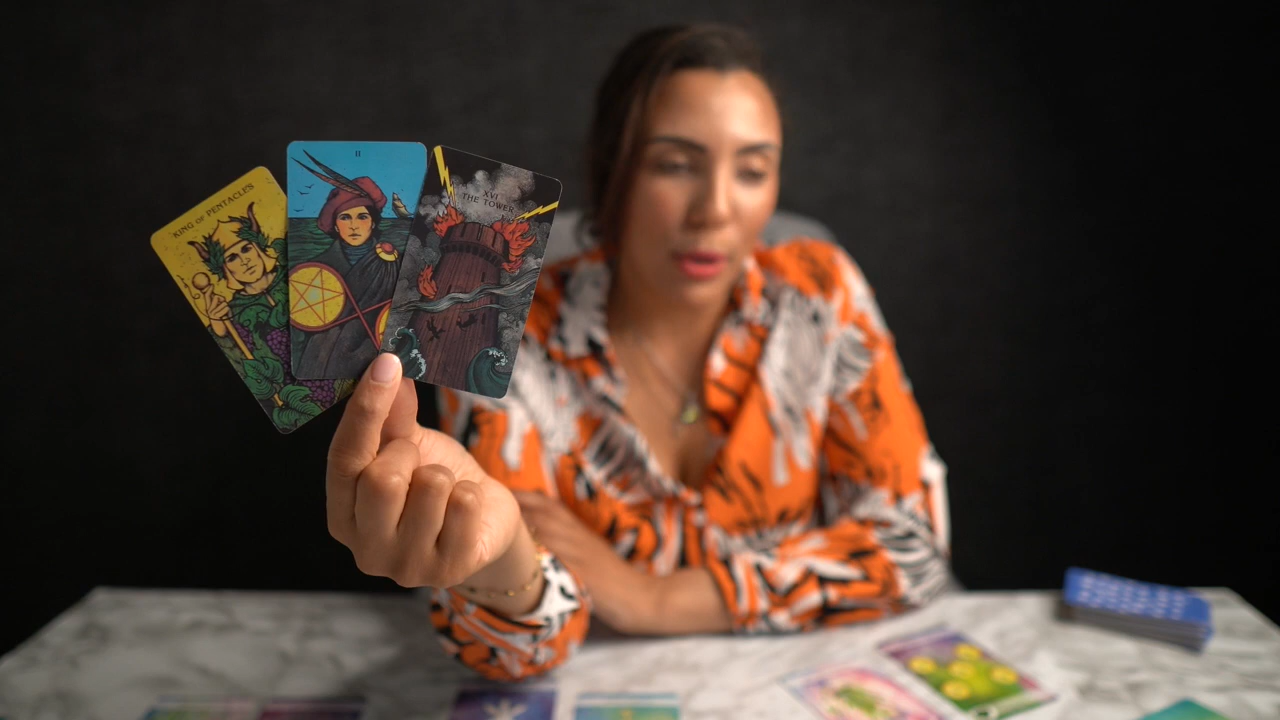 KING OF PENTACLES
II
XVI
THE TOWER